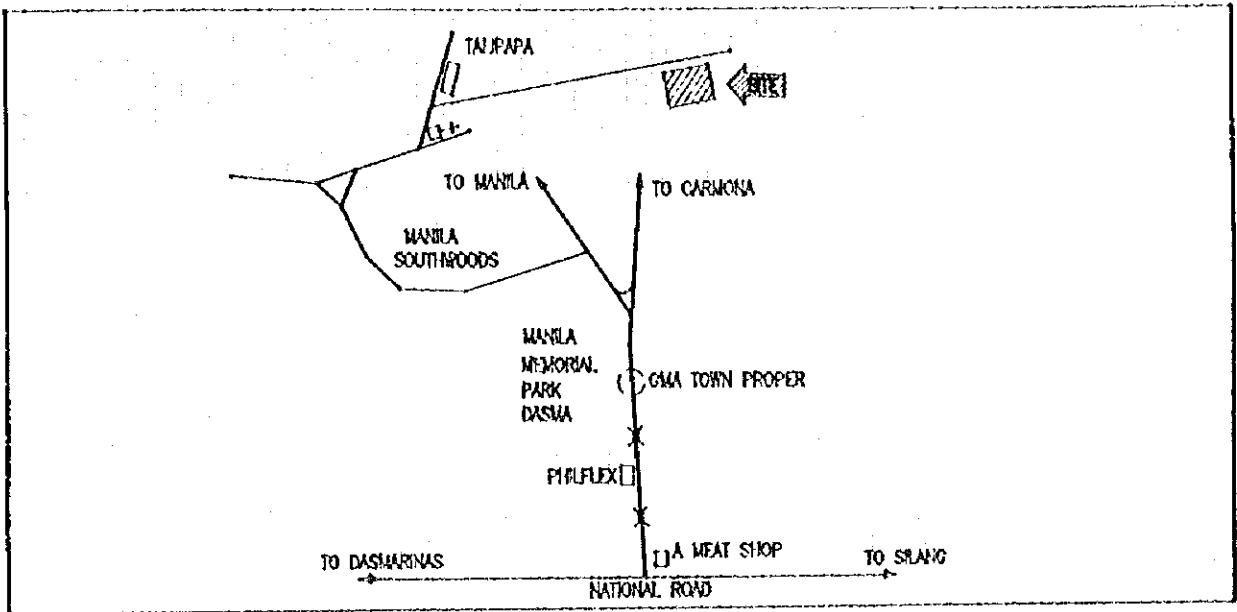 TALIPAPA
SITE
TO MANILA
TO CARMONA
MANILA
SOUTHWOODS
MANILA
MEMORIAL
PARK
DASMA
GMA TOWN PROPER
PHILFLEX
A MEAT SHOP
TO DASMARINAS
TO SILANG
NATIONAL ROAD